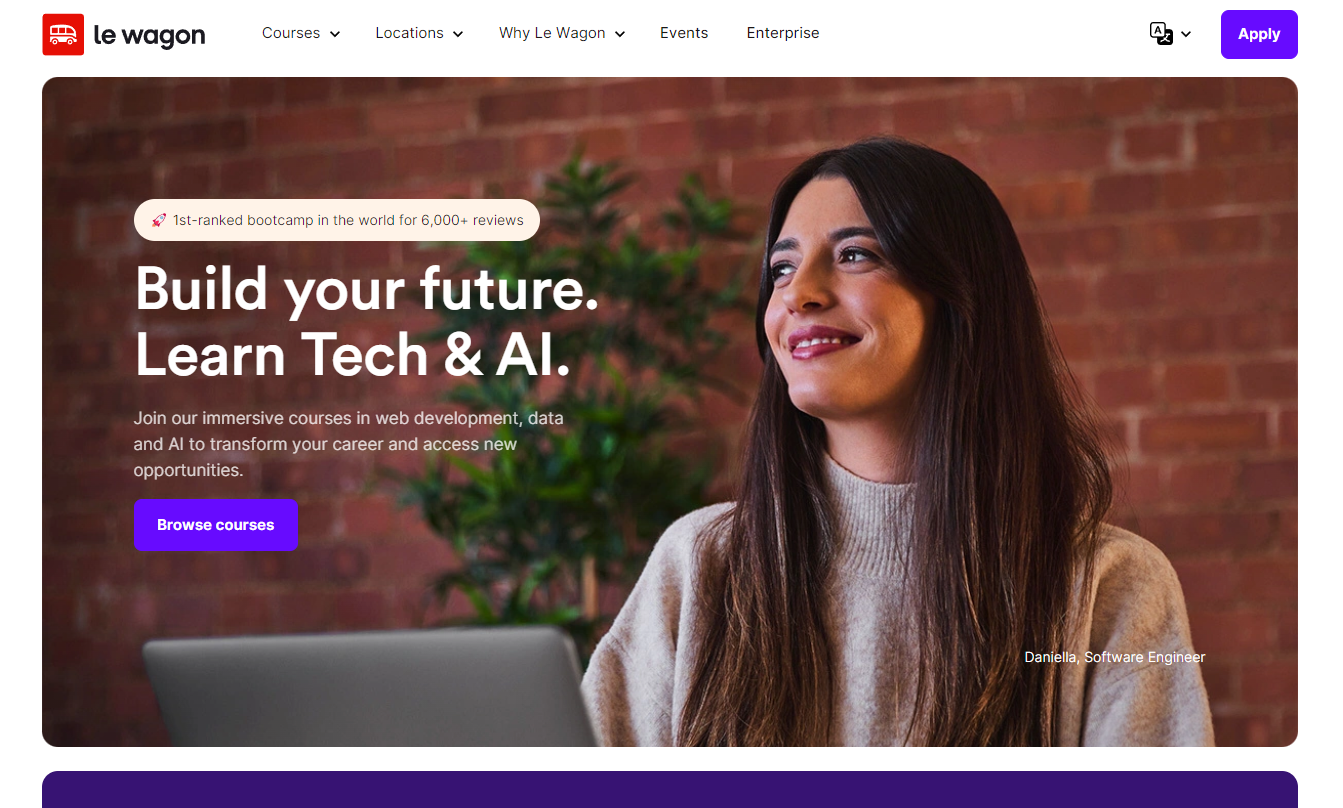 le wagon
Courses
Locations
Why Le Wagon
Events
Enterprise
A 文
Apply
🚀 1st-ranked bootcamp in the world for 6,000+ reviews
Build your future.
Learn Tech & AI.
Join our immersive courses in web development, data
and AI to transform your career and access new
opportunities.
Browse courses
Daniella, Software Engineer